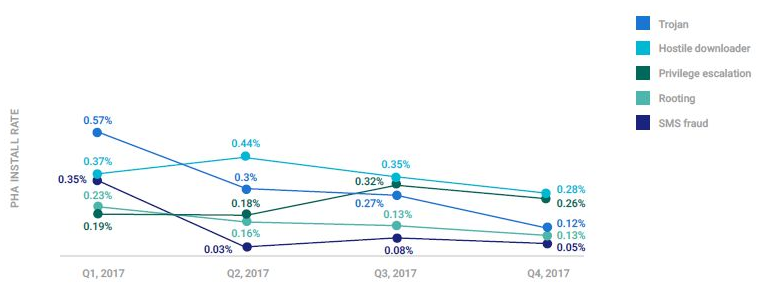 Trojan
Hostile downloader
Privilege escalation
Rooting
SMS fraud
PHA INSTALL RATE
0.57%
0.37%
0.35%
0.23%
0.19%
0.44%
0.3%
0.18%
0.16%
0.03%
0.35%
0.32%
0.27%
0.13%
0.08%
0.28%
0.26%
0.12%
0.13%
0.05%
Q1, 2017
Q2, 2017
Q3, 2017
Q4, 2017